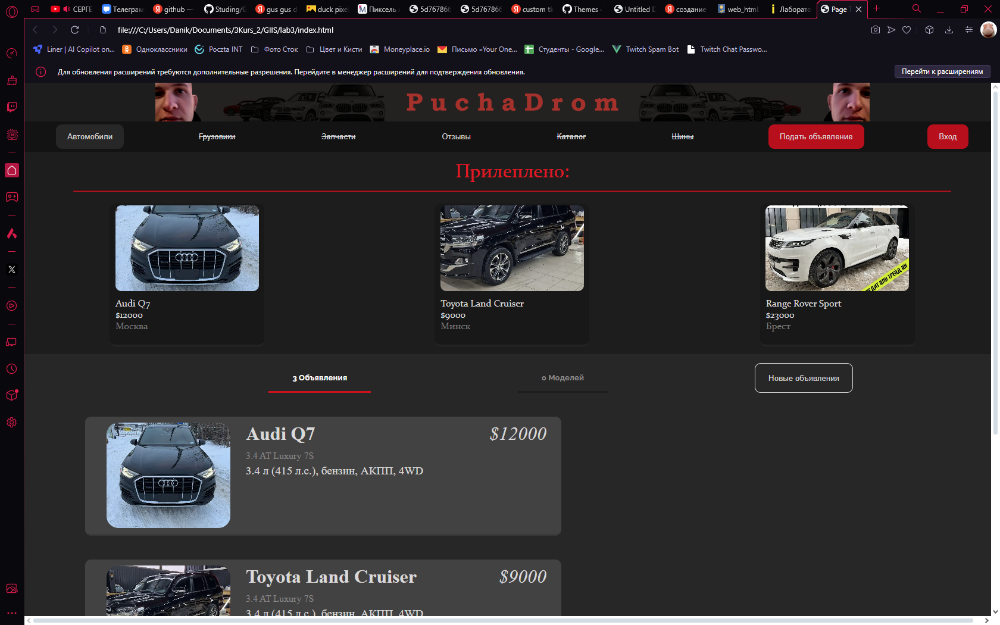 СЕРГЕ
Телеграм
github —
Studing/G
gus gus d
duck pixe
Пиксель
5d767866
5d767866
custom tk
Themes ·
Untitled D
создание
web_html.
Лаборато
Page T
file:///C:/Users/Danik/Documents/3Kurs_2/GIIS/lab3/index.html
Liner | AI Copilot on...
Одноклассники
Poczta INT
Фото Сток
Цвет и Кисти
Moneyplace.io
Письмо «Your One...
Студенты - Google...
Twitch Spam Bot
Twitch Chat Passwo...
Для обновления расширений требуются дополнительные разрешения. Перейдите в менеджер расширений для подтверждения обновления.
Перейти к расширениям
PuchaDrom
Автомобили
Грузовики
Запчасти
Отзывы
Каталог
Шины
Подать объявление
Вход
Прилеплено:
ЕДИТ ИЛИ ТРЕЙД ИН
Audi Q7
$12000
Москва
Toyota Land Cruiser
$9000
Минск
Range Rover Sport
$23000
Брест
3 Объявления
0 Моделей
Новые объявления
Audi Q7
$12000
3.4 AT Luxury 7S
3.4 л (415 л.с.), бензин, АКПП, 4WD
Toyota Land Cruiser
$9000
3.4 AT Luxury 7S
3.4 л (415 л.с.), бензин, АКПП, 4WD